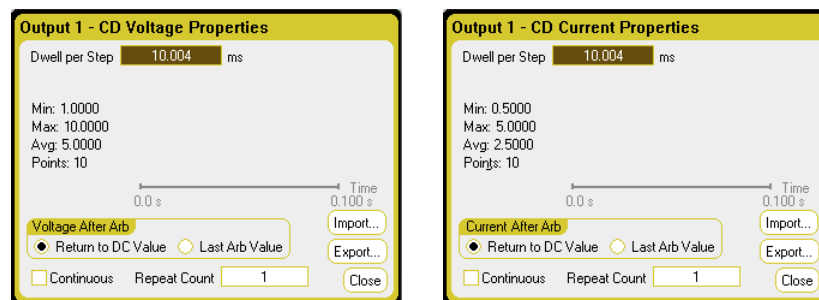 Output 1 - CD Voltage Properties
Dwell per Step 10.004 ms
Min: 1.0000
Max: 10.0000
Avg: 5.0000
Points: 10
Time
0.0 s 0.100 s
Voltage After Arb
Return to DC Value Last Arb Value
Continuous Repeat Count 1
Import...
Export...
Close
Output 1 - CD Current Properties
Dwell per Step 10.004 ms
Min: 0.5000
Max: 5.0000
Avg: 2.5000
Points: 10
Time
0.0 s 0.100 s
Current After Arb
Return to DC Value Last Arb Value
Continuous Repeat Count 1
Import...
Export...
Close